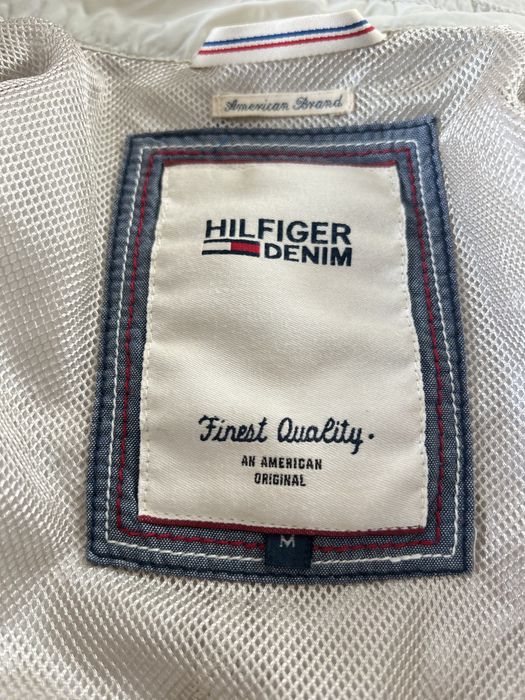 American Brand
HILFIGER
DENIM
Finest Quality.
AN AMERICAN
ORIGINAL
M